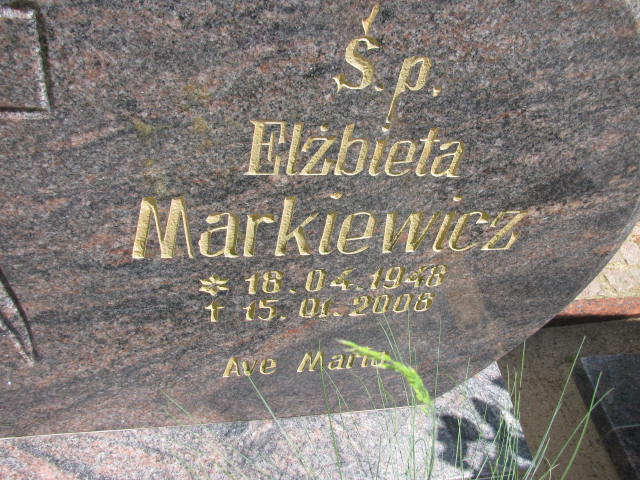 Ś.p.
Elżbieta
Markiewicz
* 18.04.1948
† 15.01.2008
Ave Maria